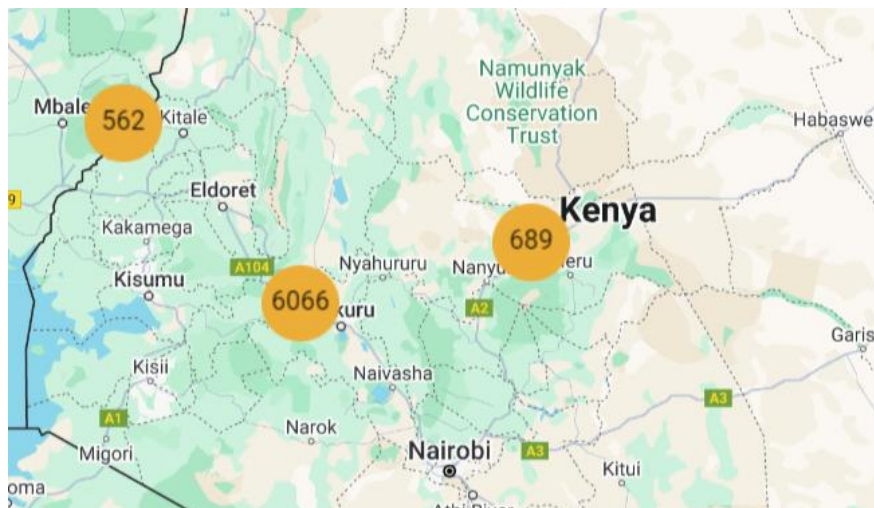 Namunyak
Wildlife
Conservation
Trust
Mbale
562
Kitale
Habaswe
9
Eldoret
Kenya
Kakamega
689
A104
Nyahururu
Nanyu
eru
Kisumu
6066
kuru
A2
Garis
Kisii
Naivasha
A3
A1
Narok
Migori
Nairobi
A3
Kitui
oma